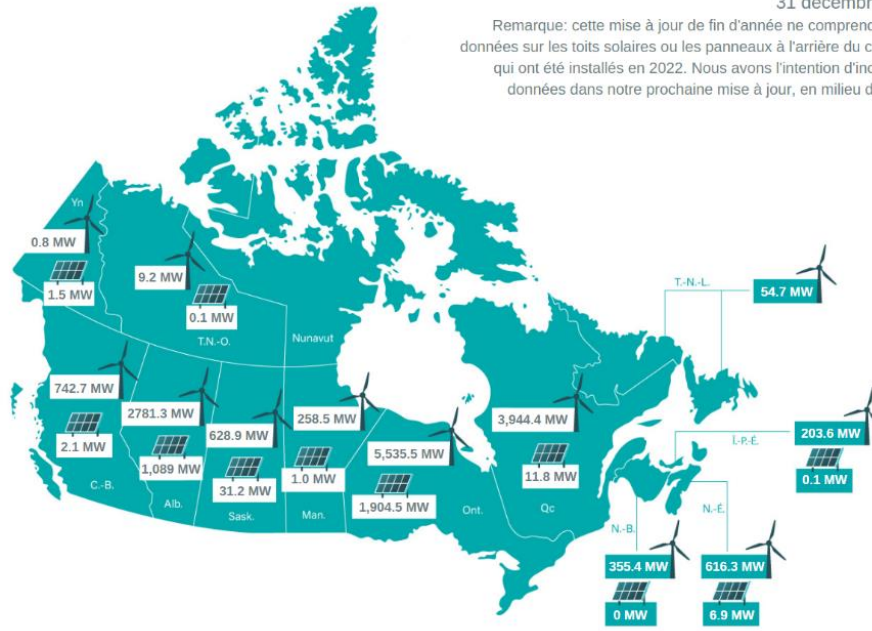 31 décembr
Remarque: cette mise à jour de fin d'année ne comprend
données sur les toits solaires ou les panneaux à l'arrière du c
qui ont été installés en 2022. Nous avons l'intention d'inc
données dans notre prochaine mise à jour, en milieu d
Yn
0.8 MW
1.5 MW
9.2 MW
0.1 MW
T.N.-O.
Nunavut
T.-N.-L.
54.7 MW
742.7 MW
2.1 MW
C.-B.
2781.3 MW
1,089 MW
Alb.
628.9 MW
31.2 MW
Sask.
258.5 MW
1.0 MW
Man.
5,535.5 MW
1,904.5 MW
Ont.
3,944.4 MW
11.8 MW
Qc
203.6 MW
Î.-P.-É.
0.1 MW
N.-B.
355.4 MW
0 MW
N.-É.
616.3 MW
6.9 MW